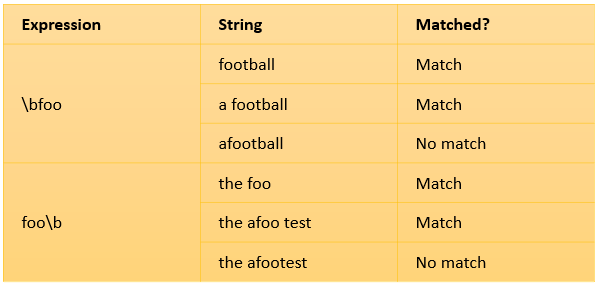 Expression String Matched?
football Match
\bfoo a football Match
afootball No match
the foo Match
foo\b the afoo test Match
the afootest No match